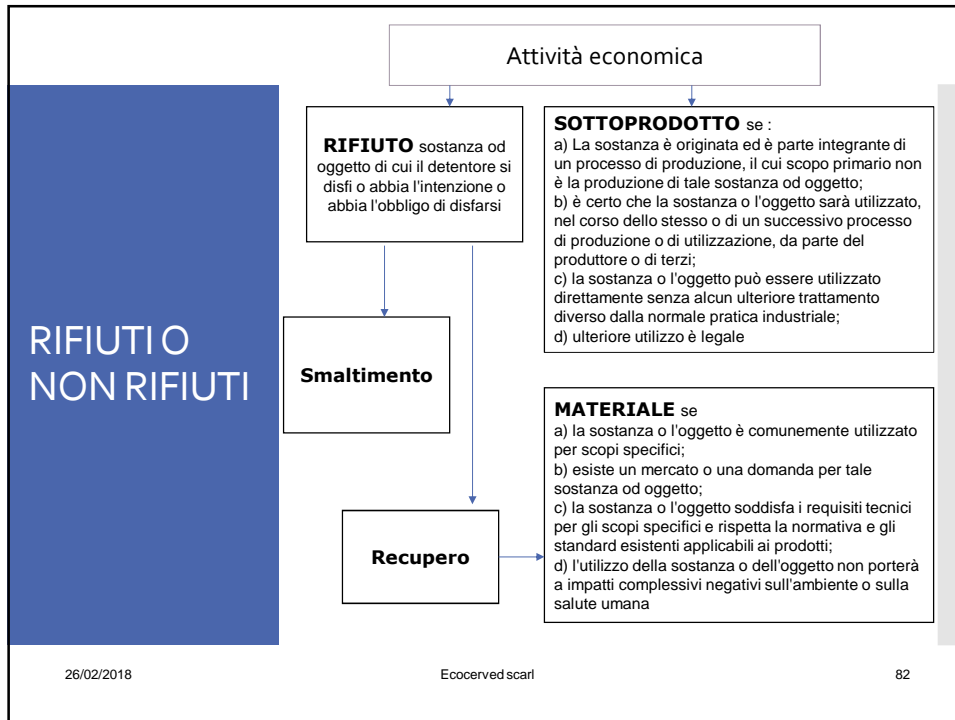 Attività economica
RIFIUTI O
NON RIFIUTI
RIFIUTO sostanza od
oggetto di cui il detentore si
disfi o abbia l'intenzione o
abbia l'obbligo di disfarsi
SOTTOPRODOTTO se :
a) La sostanza è originata ed è parte integrante di
un processo di produzione, il cui scopo primario non
è la produzione di tale sostanza od oggetto;
b) è certo che la sostanza o l'oggetto sarà utilizzato,
nel corso dello stesso o di un successivo processo
di produzione o di utilizzazione, da parte del
produttore o di terzi;
c) la sostanza o l'oggetto può essere utilizzato
direttamente senza alcun ulteriore trattamento
diverso dalla normale pratica industriale;
d) ulteriore utilizzo è legale
Smaltimento
Recupero
MATERIALE se
a) la sostanza o l'oggetto è comunemente utilizzato
per scopi specifici;
b) esiste un mercato o una domanda per tale
sostanza od oggetto;
c) la sostanza o l'oggetto soddisfa i requisiti tecnici
per gli scopi specifici e rispetta la normativa e gli
standard esistenti applicabili ai prodotti;
d) l'utilizzo della sostanza o dell'oggetto non porterà
a impatti complessivi negativi sull'ambiente o sulla
salute umana
26/02/2018
Ecocerved scarl
82